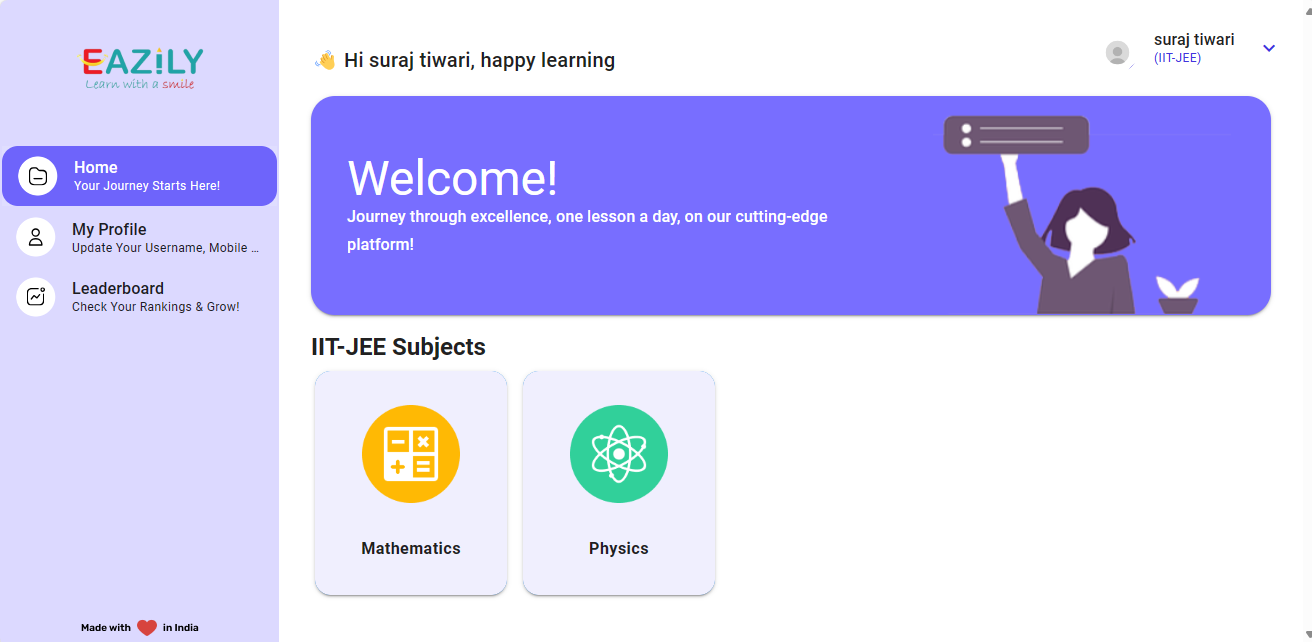 EAZiLY
Learn with a smile
Home
Your Journey Starts Here!
My Profile
Update Your Username, Mobile ...
Leaderboard
Check Your Rankings & Grow!
Made with in India
Hi suraj tiwari, happy learning
suraj tiwari
(IIT-JEE)
Welcome!
Journey through excellence, one lesson a day, on our cutting-edge
platform!
IIT-JEE Subjects
Mathematics
Physics